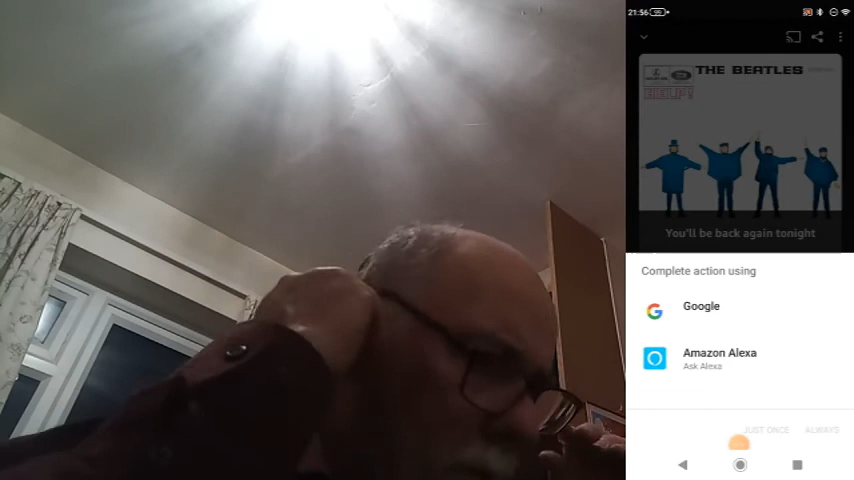 21:56
THE BEATLES
HELP!
You'll be back again tonight
Complete action using
Google
Amazon Alexa
Ask Alexa
JUST ONCE ALWAYS